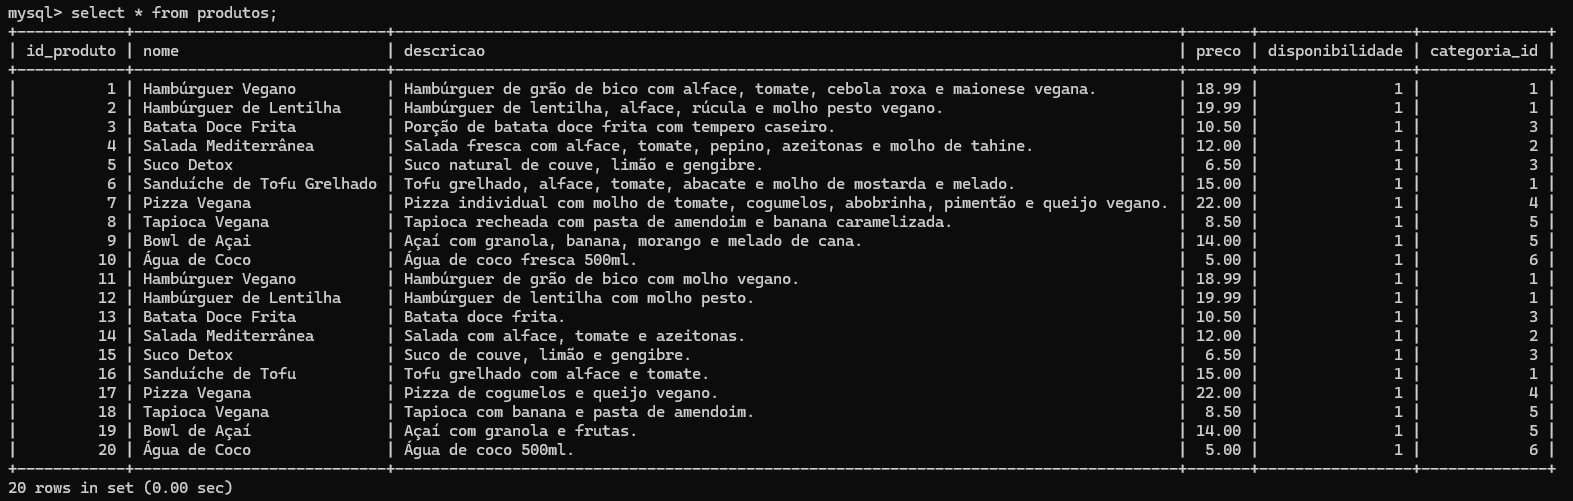 mysql> select * from produtos;
+------------+----------------------------+---------------------------------------------------------------------------------------+-------+-----------------+--------------+
| id_produto | nome                       | descricao                                                                             | preco | disponibilidade | categoria_id |
+------------+----------------------------+---------------------------------------------------------------------------------------+-------+-----------------+--------------+
|          1 | Hambúrguer Vegano          | Hambúrguer de grão de bico com alface, tomate, cebola roxa e maionese vegana.         | 18.99 |               1 |            1 |
|          2 | Hambúrguer de Lentilha     | Hambúrguer de lentilha, alface, rúcula e molho pesto vegano.                          | 19.99 |               1 |            1 |
|          3 | Batata Doce Frita          | Porção de batata doce frita com tempero caseiro.                                      | 10.50 |               1 |            3 |
|          4 | Salada Mediterrânea        | Salada fresca com alface, tomate, pepino, azeitonas e molho de tahine.                | 12.00 |               1 |            2 |
|          5 | Suco Detox                 | Suco natural de couve, limão e gengibre.                                              |  6.50 |               1 |            3 |
|          6 | Sanduíche de Tofu Grelhado | Tofu grelhado, alface, tomate, abacate e molho de mostarda e melado.                  | 15.00 |               1 |            1 |
|          7 | Pizza Vegana               | Pizza individual com molho de tomate, cogumelos, abobrinha, pimentão e queijo vegano. | 22.00 |               1 |            4 |
|          8 | Tapioca Vegana             | Tapioca recheada com pasta de amendoim e banana caramelizada.                         |  8.50 |               1 |            5 |
|          9 | Bowl de Açai               | Açaí com granola, banana, morango e melado de cana.                                   | 14.00 |               1 |            5 |
|         10 | Água de Coco               | Água de coco fresca 500ml.                                                            |  5.00 |               1 |            6 |
|         11 | Hambúrguer Vegano          | Hambúrguer de grão de bico com molho vegano.                                          | 18.99 |               1 |            1 |
|         12 | Hambúrguer de Lentilha     | Hambúrguer de lentilha com molho pesto.                                               | 19.99 |               1 |            1 |
|         13 | Batata Doce Frita          | Batata doce frita.                                                                    | 10.50 |               1 |            3 |
|         14 | Salada Mediterrânea        | Salada com alface, tomate e azeitonas.                                                | 12.00 |               1 |            2 |
|         15 | Suco Detox                 | Suco de couve, limão e gengibre.                                                      |  6.50 |               1 |            3 |
|         16 | Sanduíche de Tofu          | Tofu grelhado com alface e tomate.                                                    | 15.00 |               1 |            1 |
|         17 | Pizza Vegana               | Pizza de cogumelos e queijo vegano.                                                   | 22.00 |               1 |            4 |
|         18 | Tapioca Vegana             | Tapioca com banana e pasta de amendoim.                                               |  8.50 |               1 |            5 |
|         19 | Bowl de Açaí               | Açaí com granola e frutas.                                                            | 14.00 |               1 |            5 |
|         20 | Água de Coco               | Água de coco 500ml.                                                                   |  5.00 |               1 |            6 |
+------------+----------------------------+---------------------------------------------------------------------------------------+-------+-----------------+--------------+
20 rows in set (0.00 sec)